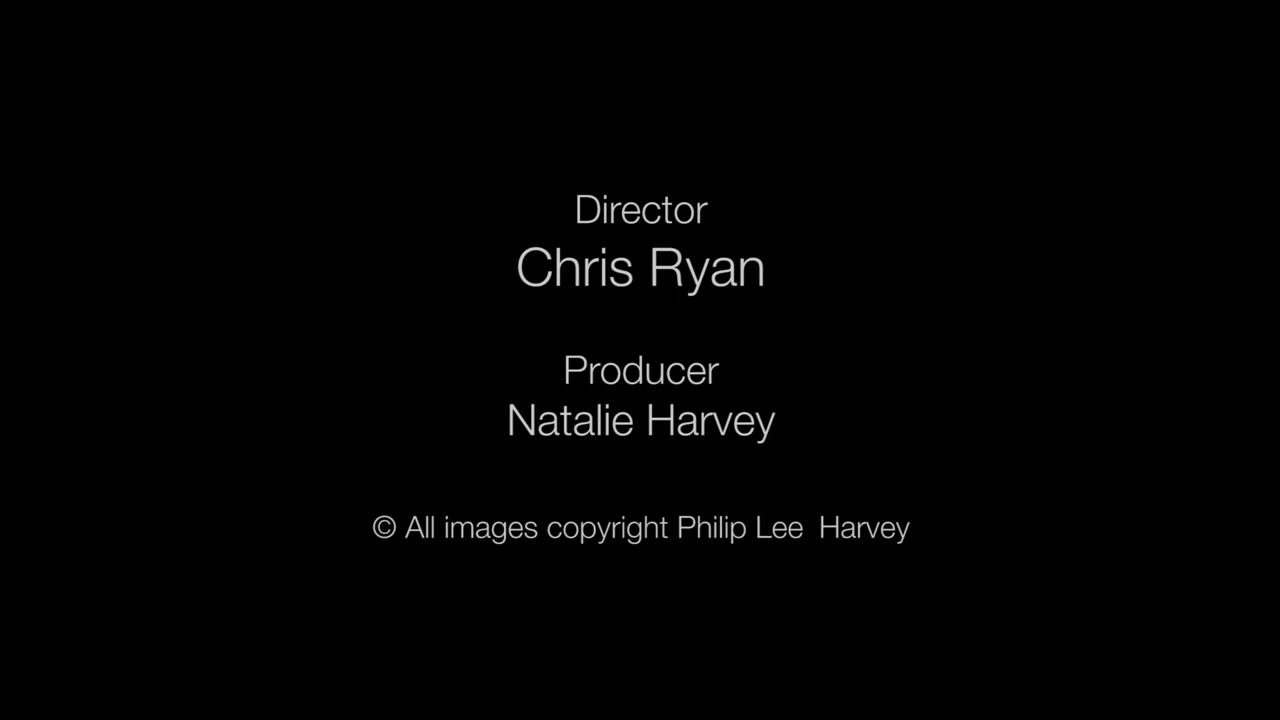 Director
Chris Ryan
Producer
Natalie Harvey
© All images copyright Philip Lee  Harvey